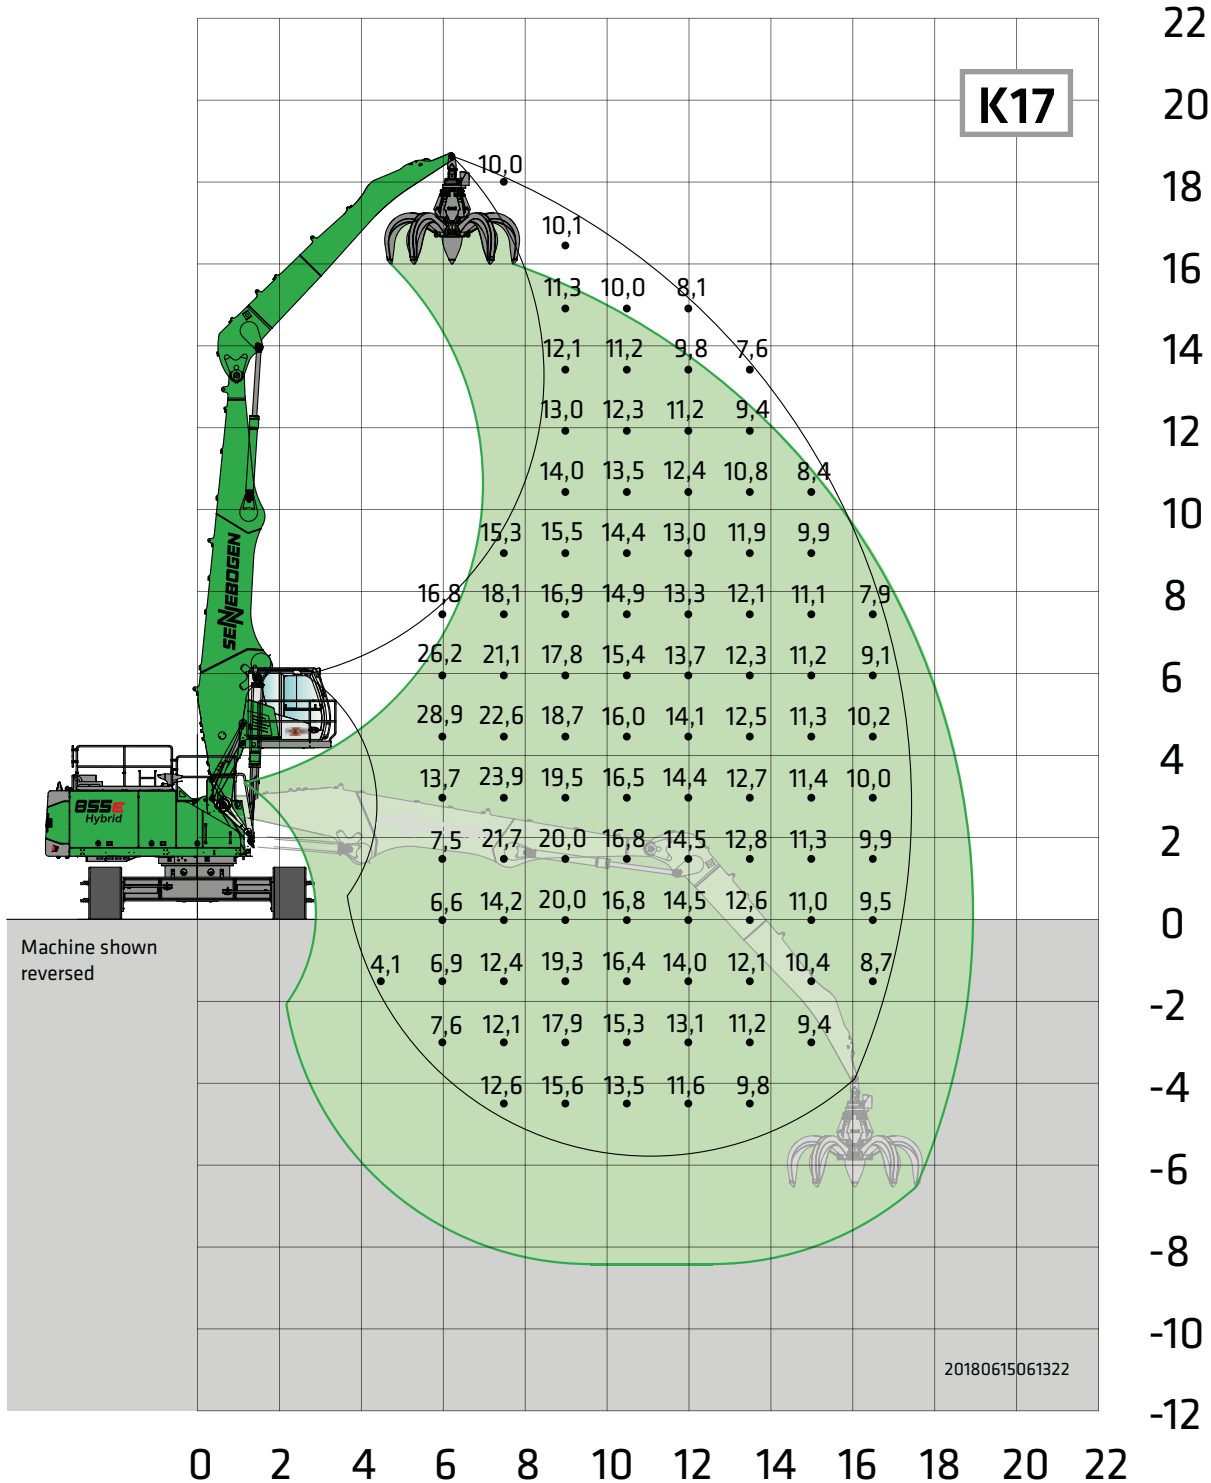 22
K17
20
10,0
18
10,1
16
11,3 10,0 8,1
12,1 11,2 9,8 7,6
14
13,0 12,3 11,2 9,4
12
14,0 13,5 12,4 10,8 8,4
10
15,3 15,5 14,4 13,0 11,9 9,9
SENNEBOGEN
16,8 18,1 16,9 14,9 13,3 12,1 11,1 7,9
8
26,2 21,1 17,8 15,4 13,7 12,3 11,2 9,1
6
28,9 22,6 18,7 16,0 14,1 12,5 11,3 10,2
13,7 23,9 19,5 16,5 14,4 12,7 11,4 10,0
4
855E
Hybrid
7,5 21,7 20,0 16,8 14,5 12,8 11,3 9,9
2
6,6 14,2 20,0 16,8 14,5 12,6 11,0 9,5
0
Machine shown
reversed
4,1 6,9 12,4 19,3 16,4 14,0 12,1 10,4 8,7
-2
7,6 12,1 17,9 15,3 13,1 11,2 9,4
12,6 15,6 13,5 11,6 9,8
-4
-6
-8
-10
20180615061322
-12
0 2 4 6 8 10 12 14 16 18 20 22